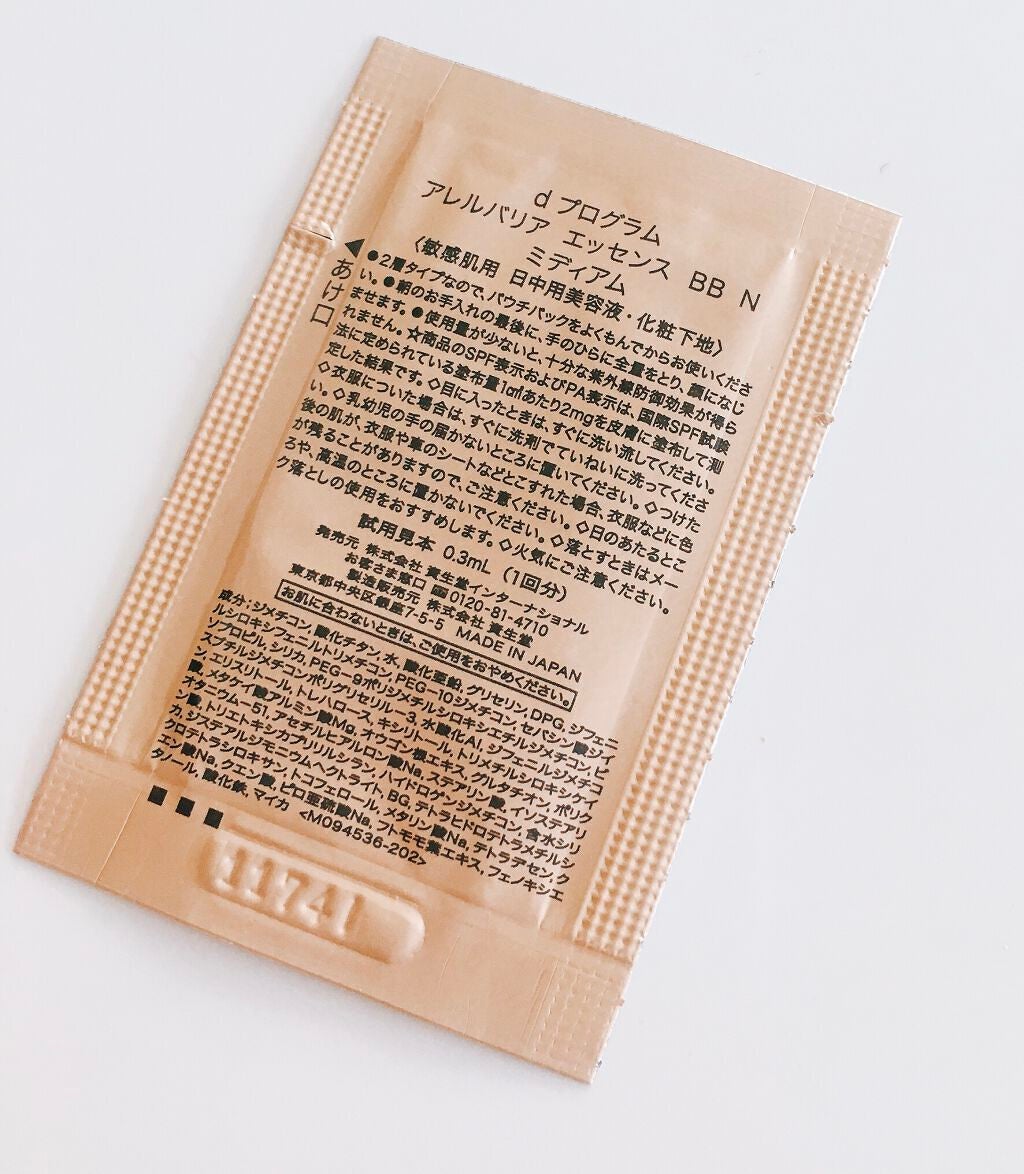 d プログラム
アレルバリア エッセンス BB N
ミディアム
〈敏感肌用 日中用美容液・化粧下地〉
◀あけ口
●2層タイプなので、パウチパックをよくもんでからお使いくださ
い。●朝のお手入れの最後に、手のひらに全量をとり、顔になじ
ませます。●使用量が少ないと、十分な紫外線防御効果が得ら
れません。☆商品のSPF表示およびPA表示は、国際SPF試験
法に定められている塗布量1㎠あたり2mgを皮膚に塗布して測
定した結果です。◇目に入ったときは、すぐに洗い流してください。
◇衣服についた場合は、すぐに洗剤でていねいに洗ってくださ
い。◇乳幼児の手の届かないところに置いてください。◇つけた
後の肌が、衣服や車のシートなどとこすれた場合、衣服などに色
が残ることがありますので、ご注意ください。◇日のあたるとこ
ろや、高温のところに置かないでください。◇落とすときはメー
ク落としの使用をおすすめします。◇火気にご注意ください。
試用見本 0.3mL (1回分)
発売元 株式会社 資生堂インターナショナル
お客さま窓口 0120-81-4710
製造販売元 株式会社 資生堂
東京都中央区銀座7-5-5 MADE IN JAPAN
お肌に合わないときは、ご使用をおやめください。
成分:ジメチコン, 酸化チタン, 水, 酸化亜鉛, グリセリン, DPG, ジフェニ
ルシロキシフェニルトリメチコン, PEG-10ジメチコン, セバシン酸ジイ
ソプロピル, シリカ, PEG-9ポリジメチルシロキシエチルジメチコン, ビ
スブチルジメチコンポリグリセリル-3, 水酸化Al, ジフェニルジメチコ
ン, エリスリトール, トレハロース, キシリトール, トリメチルシロキシケイ
酸, メタケイ酸アルミン酸Mg, オウゴン根エキス, グルタチオン, ポリク
オタニウム-51, アセチルヒアルロン酸Na, ステアリン酸, イソステアリ
ン酸, トリエトキシカプリリルシラン, ハイドロゲンジメチコン, 含水シリ
カ, ジステアルジモニウムヘクトライト, BG, テトラヒドロテトラメチルシ
クロテトラシロキサン, トコフェロール, メタリン酸Na, テトラデセン, ク
エン酸Na, クエン酸, ピロ亜硫酸Na, フトモモ葉エキス, フェノキシエ
タノール, 酸化鉄, マイカ <M094536-202>
1174I